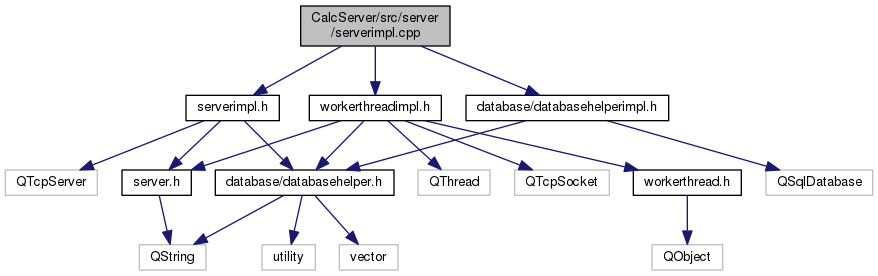 CalcServer/src/server
/serverimpl.cpp
serverimpl.h
workerthreadimpl.h
database/databasehelperimpl.h
QTcpServer
server.h
database/databasehelper.h
QThread
QTcpSocket
workerthread.h
QSqlDatabase
QString
utility
vector
QObject